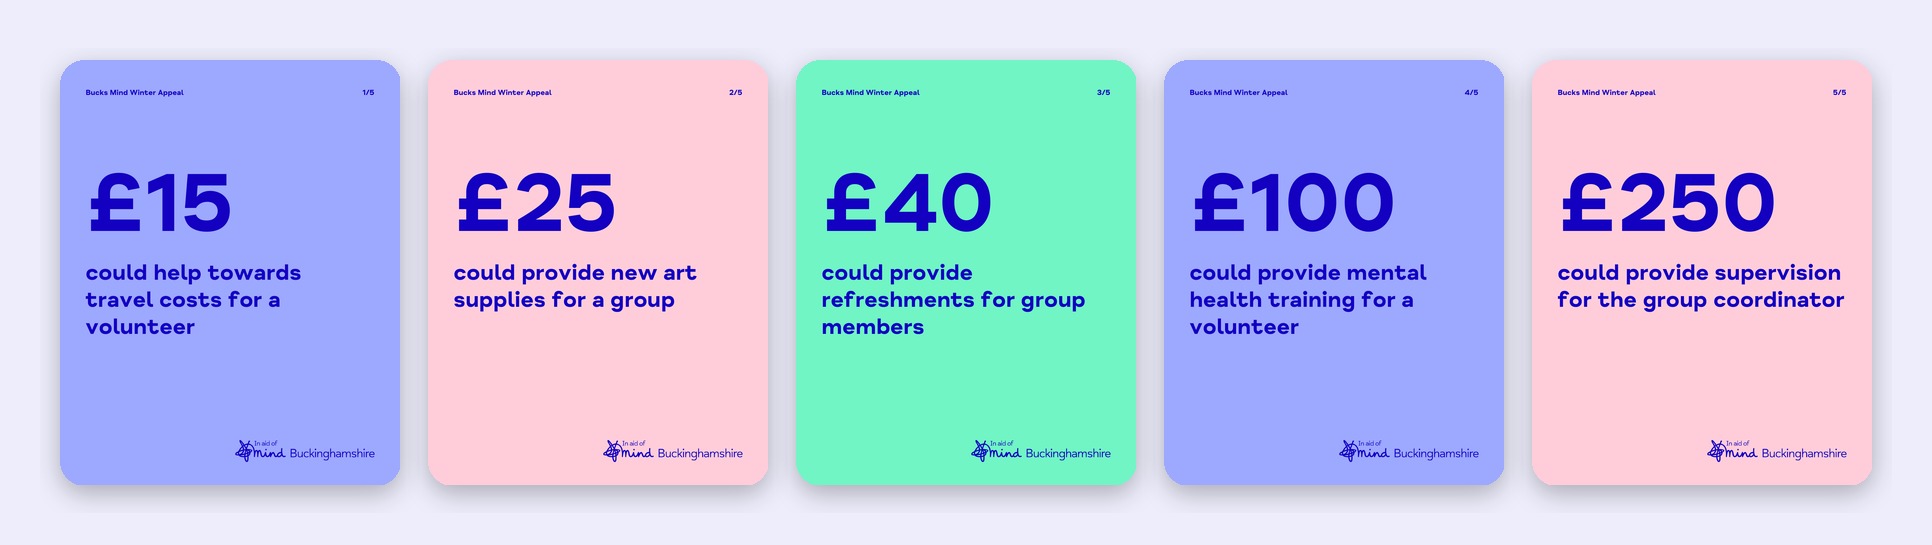 Bucks Mind Winter Appeal 1/5
£15
could help towards
travel costs for a
volunteer
In aid of
mind Buckinghamshire
Bucks Mind Winter Appeal 2/5
£25
could provide new art
supplies for a group
In aid of
mind Buckinghamshire
Bucks Mind Winter Appeal 3/5
£40
could provide
refreshments for group
members
In aid of
mind Buckinghamshire
Bucks Mind Winter Appeal 4/5
£100
could provide mental
health training for a
volunteer
In aid of
mind Buckinghamshire
Bucks Mind Winter Appeal 5/5
£250
could provide supervision
for the group coordinator
In aid of
mind Buckinghamshire